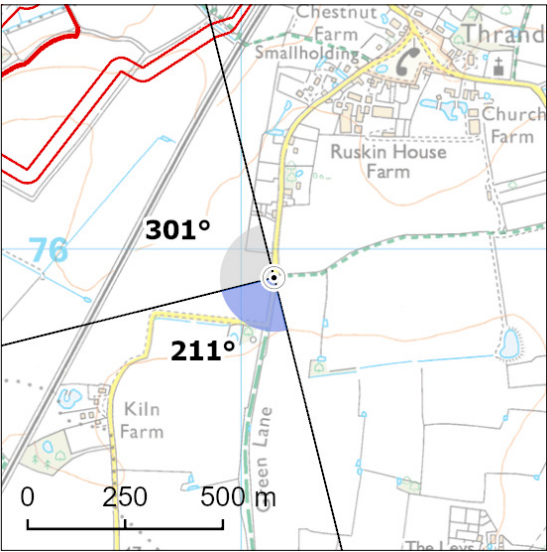 Chestnut
Farm
Smallholding
Thrand
Church
Farm
Ruskin House
Farm
301°
76
211°
Kiln
Farm
Green Lane
0 250 500 m
The Leys